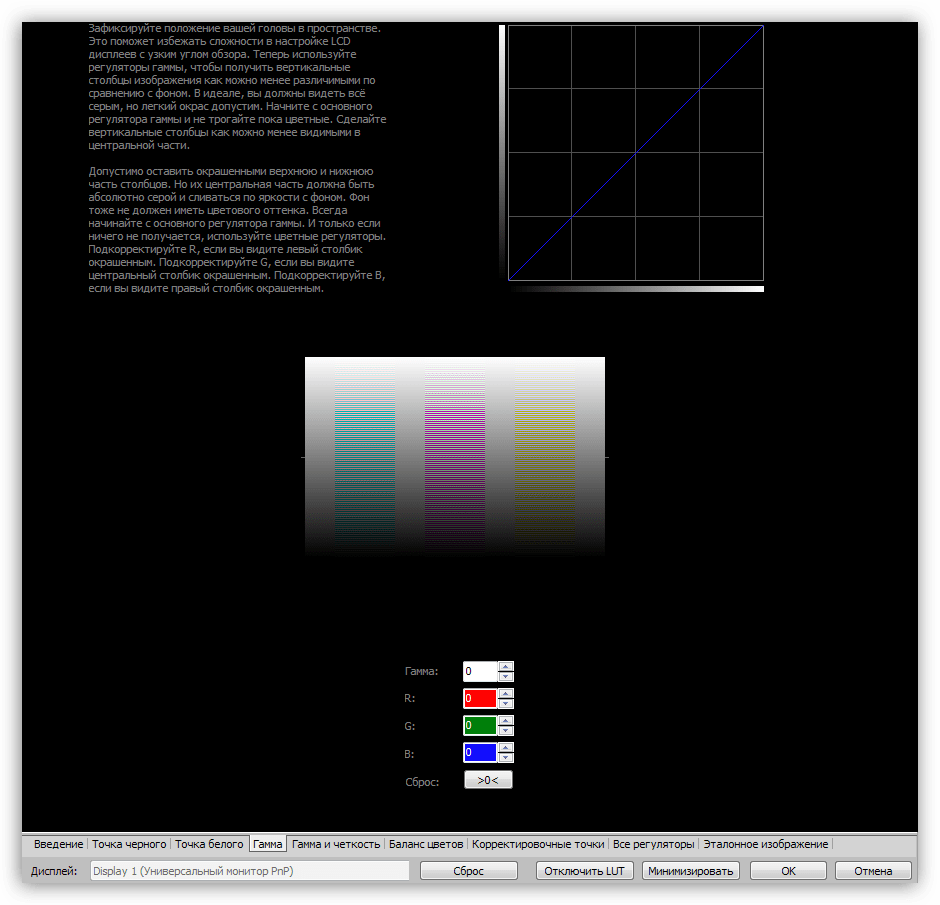 Зафиксируйте положение вашей головы в пространстве.
Это поможет избежать сложности в настройке LCD
дисплеев с узким углом обзора. Теперь используйте
регуляторы гаммы, чтобы получить вертикальные
столбцы изображения как можно менее различимыми по
сравнению с фоном. В идеале, вы должны видеть всё
серым, но легкий окрас допустим. Начните с основного
регулятора гаммы и не трогайте пока цветные. Сделайте
вертикальные столбцы как можно менее видимыми в
центральной части.
Допустимо оставить окрашенными верхнюю и нижнюю
часть столбцов. Но их центральная часть должна быть
абсолютно серой и сливаться по яркости с фоном. Фон
тоже не должен иметь цветового оттенка. Всегда
начинайте с основного регулятора гаммы. И только если
ничего не получается, используйте цветные регуляторы.
Подкорректируйте R, если вы видите левый столбик
окрашенным. Подкорректируйте G, если вы видите
центральный столбик окрашенным. Подкорректируйте B,
если вы видите правый столбик окрашенным.
Гамма: 0
R: 0
G: 0
B: 0
Сброс: >0<
Введение Точка черного Точка белого Гамма Гамма и четкость Баланс цветов Корректировочные точки Все регуляторы Эталонное изображение
Дисплей: Display 1 (Универсальный монитор PnP) Сброс Отключить LUT Минимизировать OK Отмена